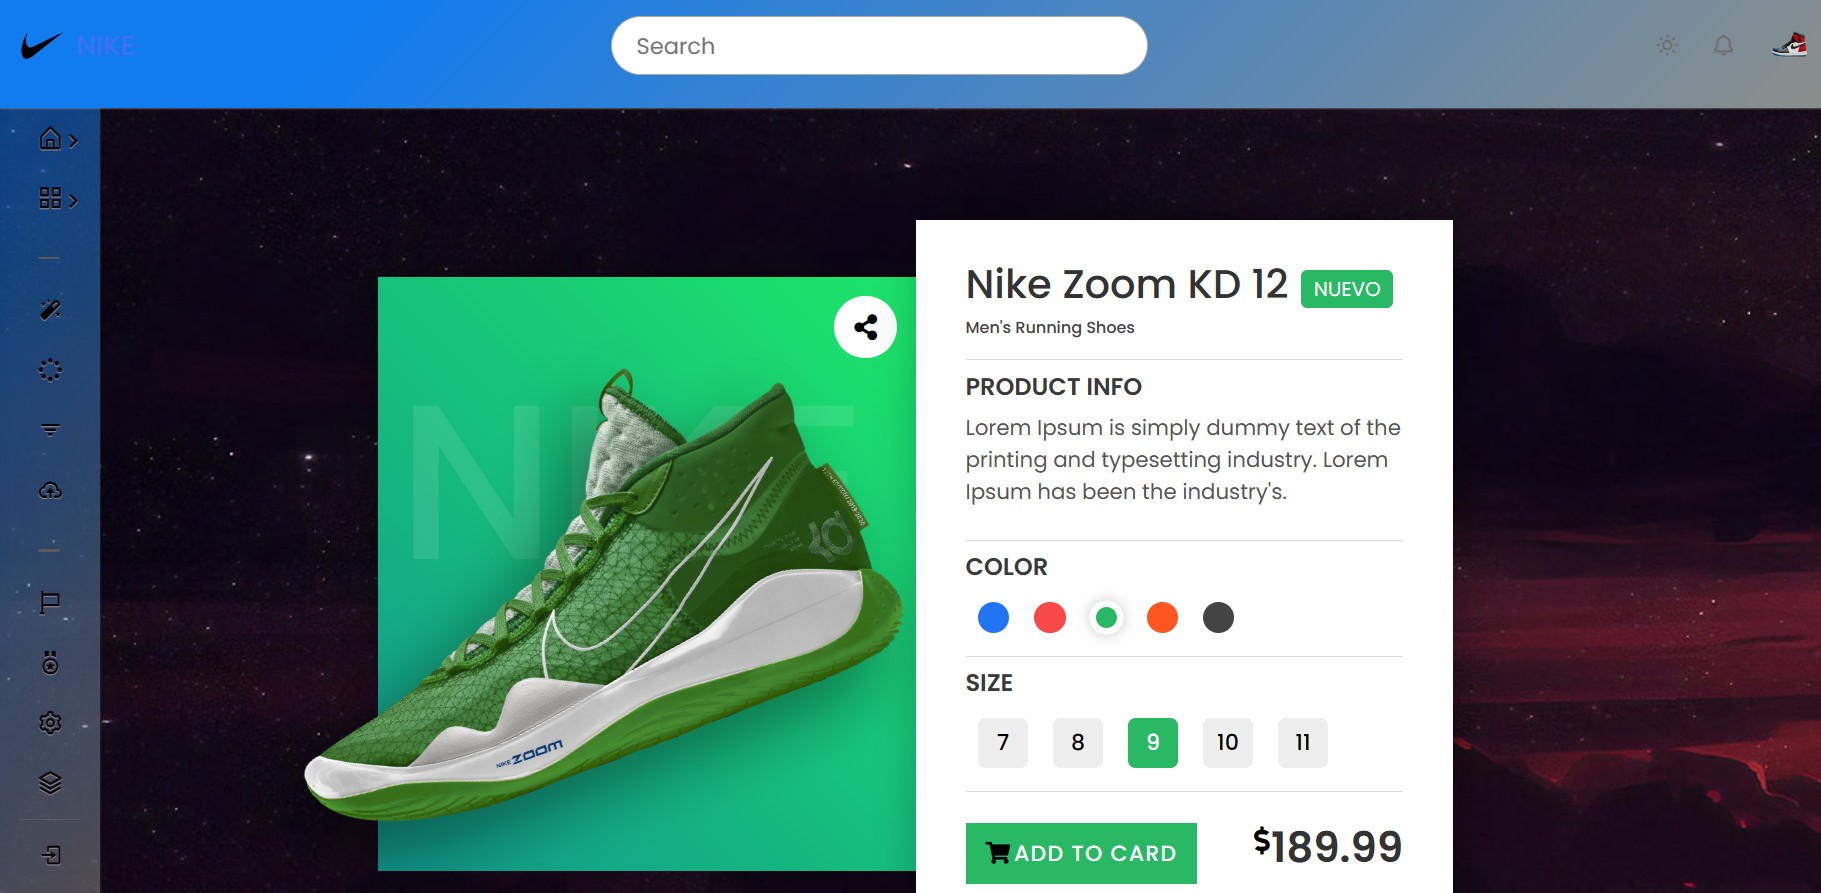 NIKE
Search
NIKE
NIKE ZOOM
Nike Zoom KD 12 NUEVO
Men's Running Shoes
PRODUCT INFO
Lorem Ipsum is simply dummy text of the
printing and typesetting industry. Lorem
Ipsum has been the industry's.
COLOR
SIZE
7 8 9 10 11
ADD TO CARD $189.99